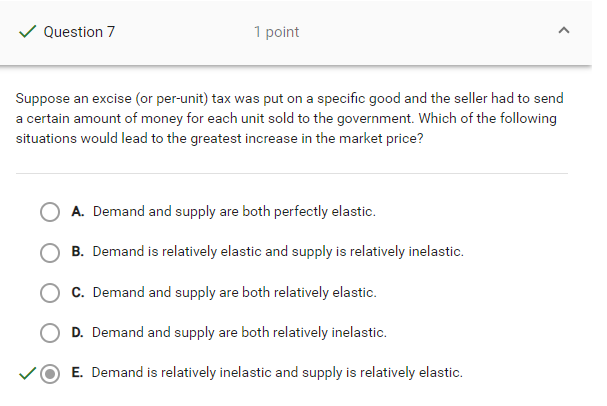 Question 7 1 point
Suppose an excise (or per-unit) tax was put on a specific good and the seller had to send
a certain amount of money for each unit sold to the government. Which of the following
situations would lead to the greatest increase in the market price?
A. Demand and supply are both perfectly elastic.
B. Demand is relatively elastic and supply is relatively inelastic.
C. Demand and supply are both relatively elastic.
D. Demand and supply are both relatively inelastic.
E. Demand is relatively inelastic and supply is relatively elastic.